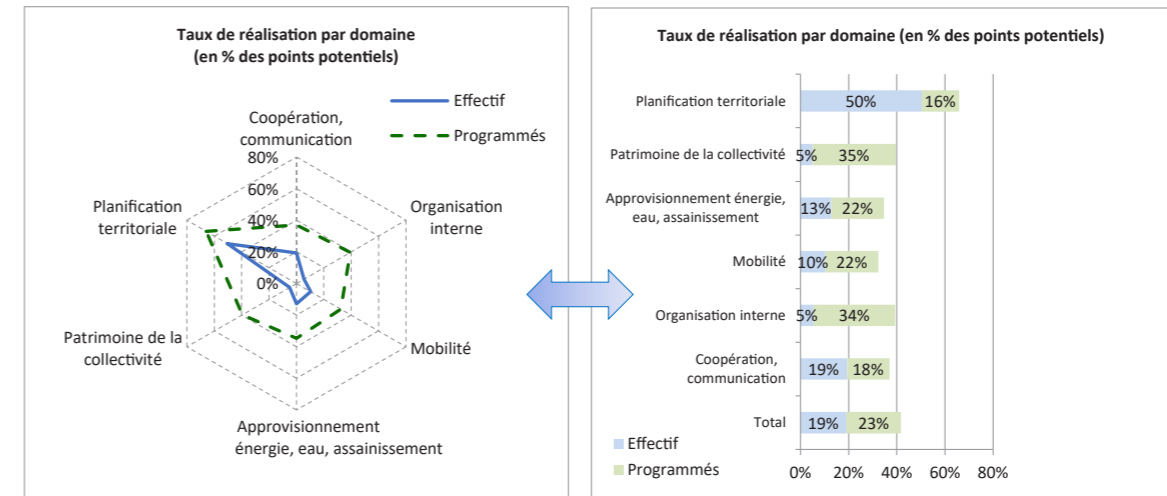 Taux de réalisation par domaine
(en % des points potentiels)
Effectif
Programmés
Coopération,
communication
80%
60%
40%
20%
0%
Organisation
interne
Mobilité
Approvisionnement
énergie, eau, assainissement
Patrimoine de la
collectivité
Planification
territoriale
Taux de réalisation par domaine (en % des points potentiels)
Planification territoriale
50% 16%
Patrimoine de la collectivité
5% 35%
Approvisionnement énergie,
eau, assainissement
13% 22%
Mobilité
10% 22%
Organisation interne
5% 34%
Coopération,
communication
19% 18%
Total
19% 23%
Effectif
Programmés
0% 20% 40% 60% 80%